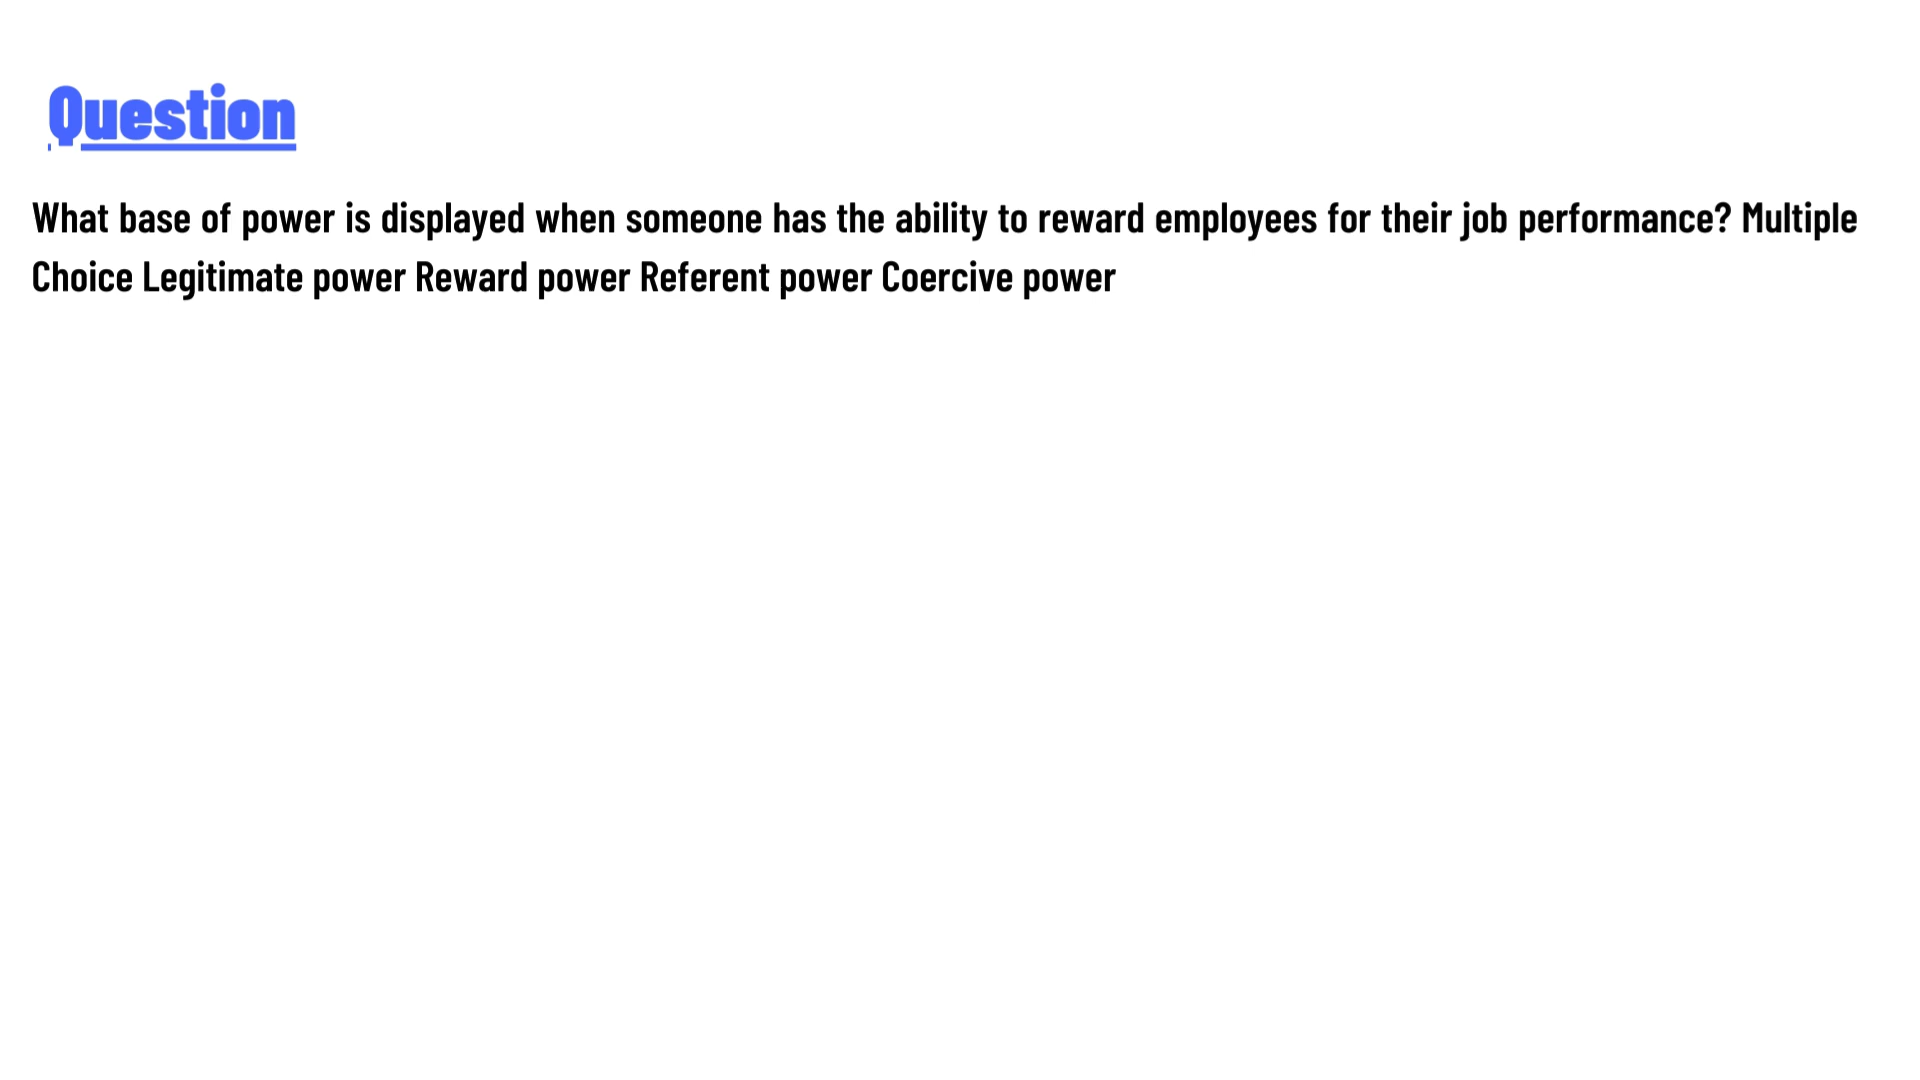 Question
What base of power is displayed when someone has the ability to reward employees for their job performance? Multiple
Choice Legitimate power Reward power Referent power Coercive power